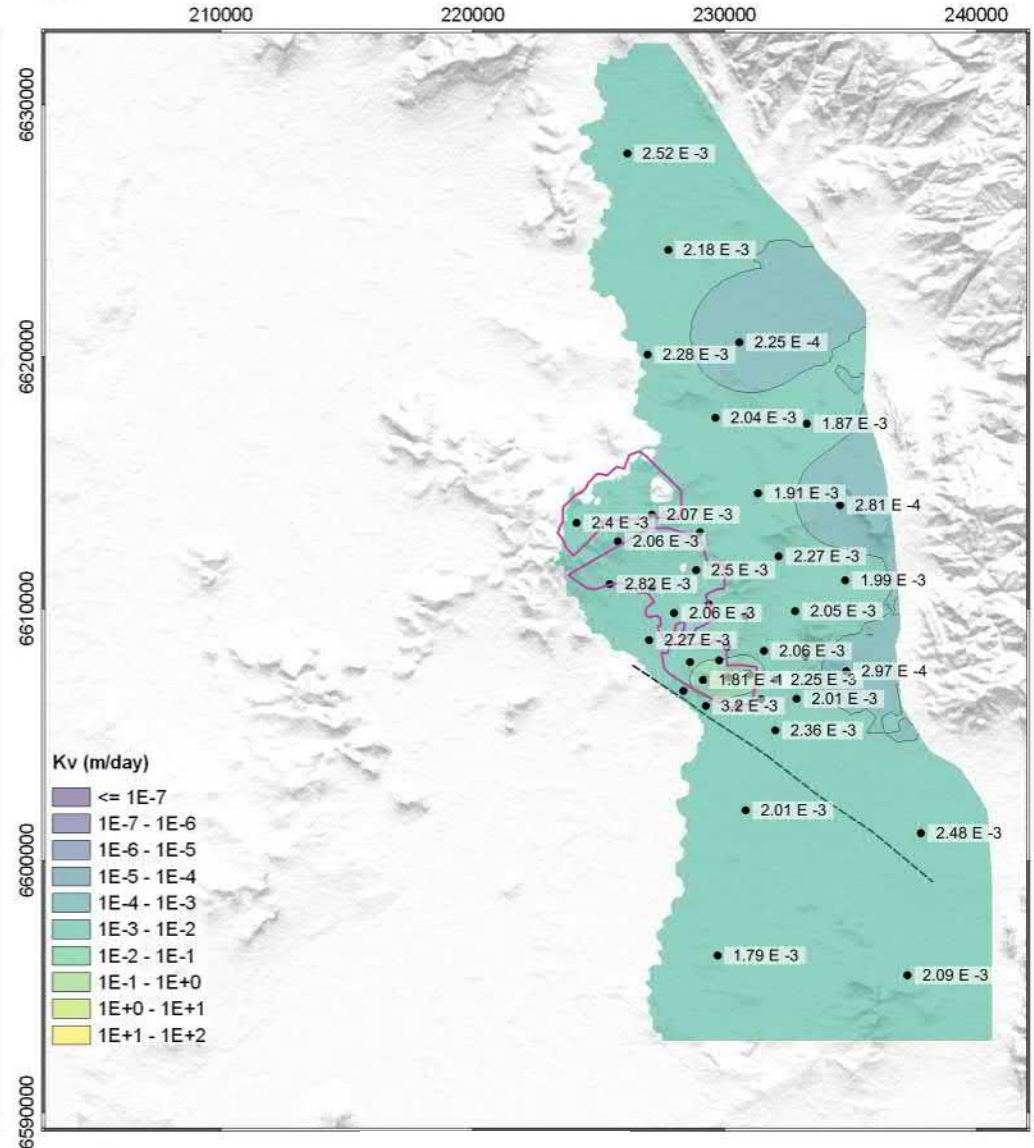 210000
220000
230000
240000
6630000
6620000
6610000
6600000
6590000
2.52 E -3
2.18 E -3
2.25 E -4
2.28 E -3
2.04 E -3
1.87 E -3
1.91 E -3
2.81 E -4
2.07 E -3
2.4 E -3
2.06 E -3
2.27 E -3
2.5 E -3
1.99 E -3
2.82 E -3
2.06 E -3
2.05 E -3
2.27 E -3
2.06 E -3
2.97 E -4
1.81 E -1
2.25 E -3
2.01 E -3
3.2 E -3
2.36 E -3
2.01 E -3
2.48 E -3
1.79 E -3
2.09 E -3
Kv (m/day)
<= 1E-7
1E-7 - 1E-6
1E-6 - 1E-5
1E-5 - 1E-4
1E-4 - 1E-3
1E-3 - 1E-2
1E-2 - 1E-1
1E-1 - 1E+0
1E+0 - 1E+1
1E+1 - 1E+2